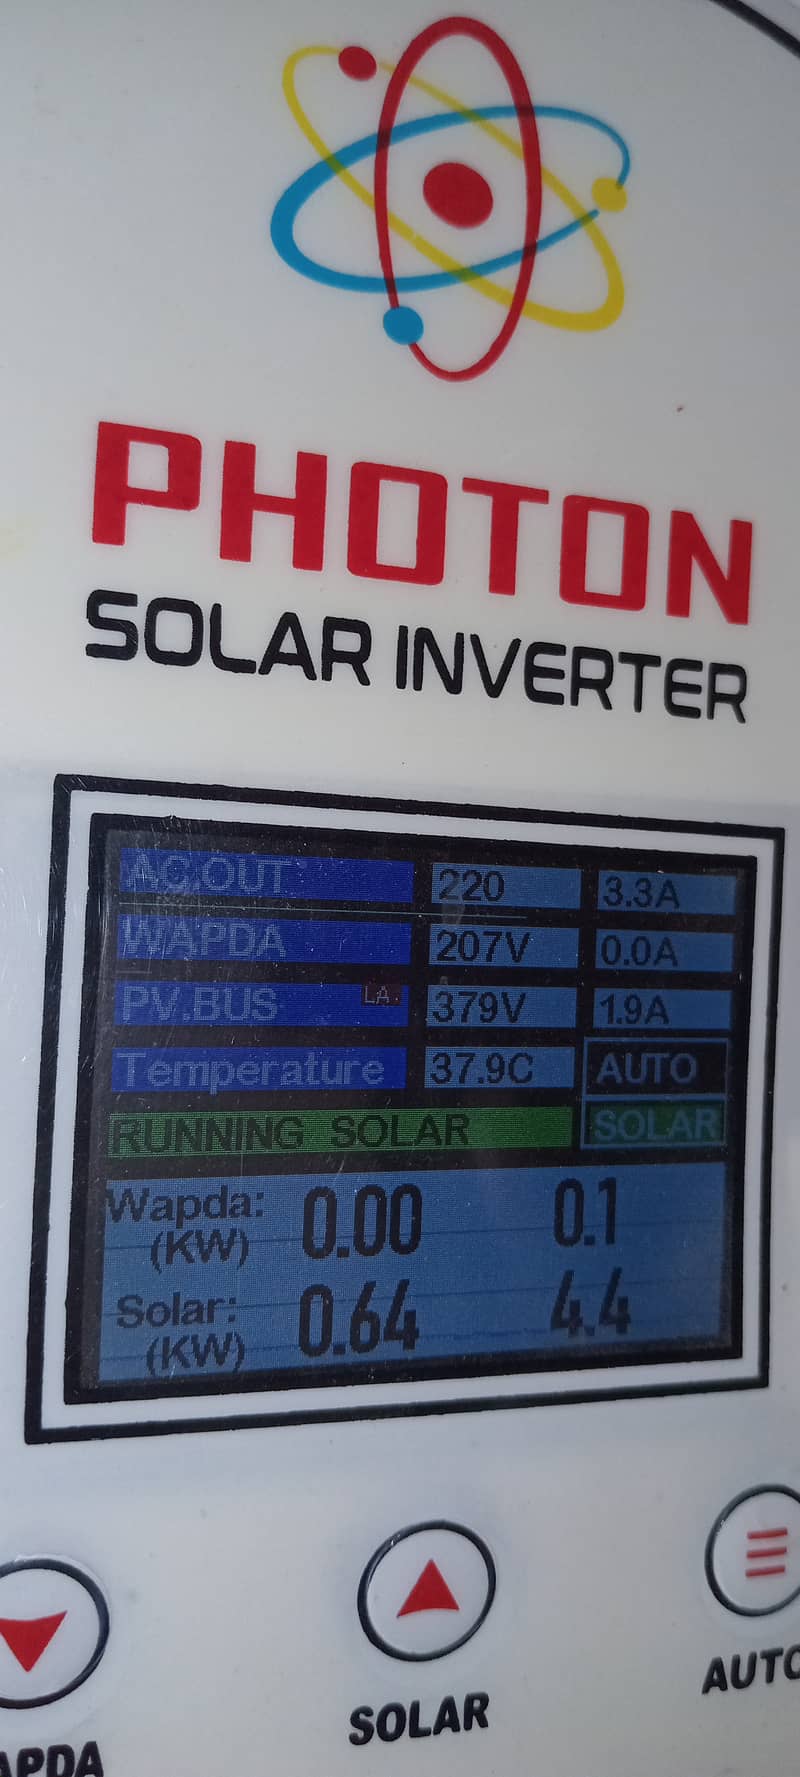 PHOTON
SOLAR INVERTER
AC.OUT 220 3.3A
WAPDA 207V 0.0A
PV.BUS LA. 379V 1.9A
Temperature 37.9C AUTO
RUNNING SOLAR SOLAR
Wapda: 0.00 0.1
(KW)
Solar: 0.64 4.4
(KW)
APDA SOLAR AUTO